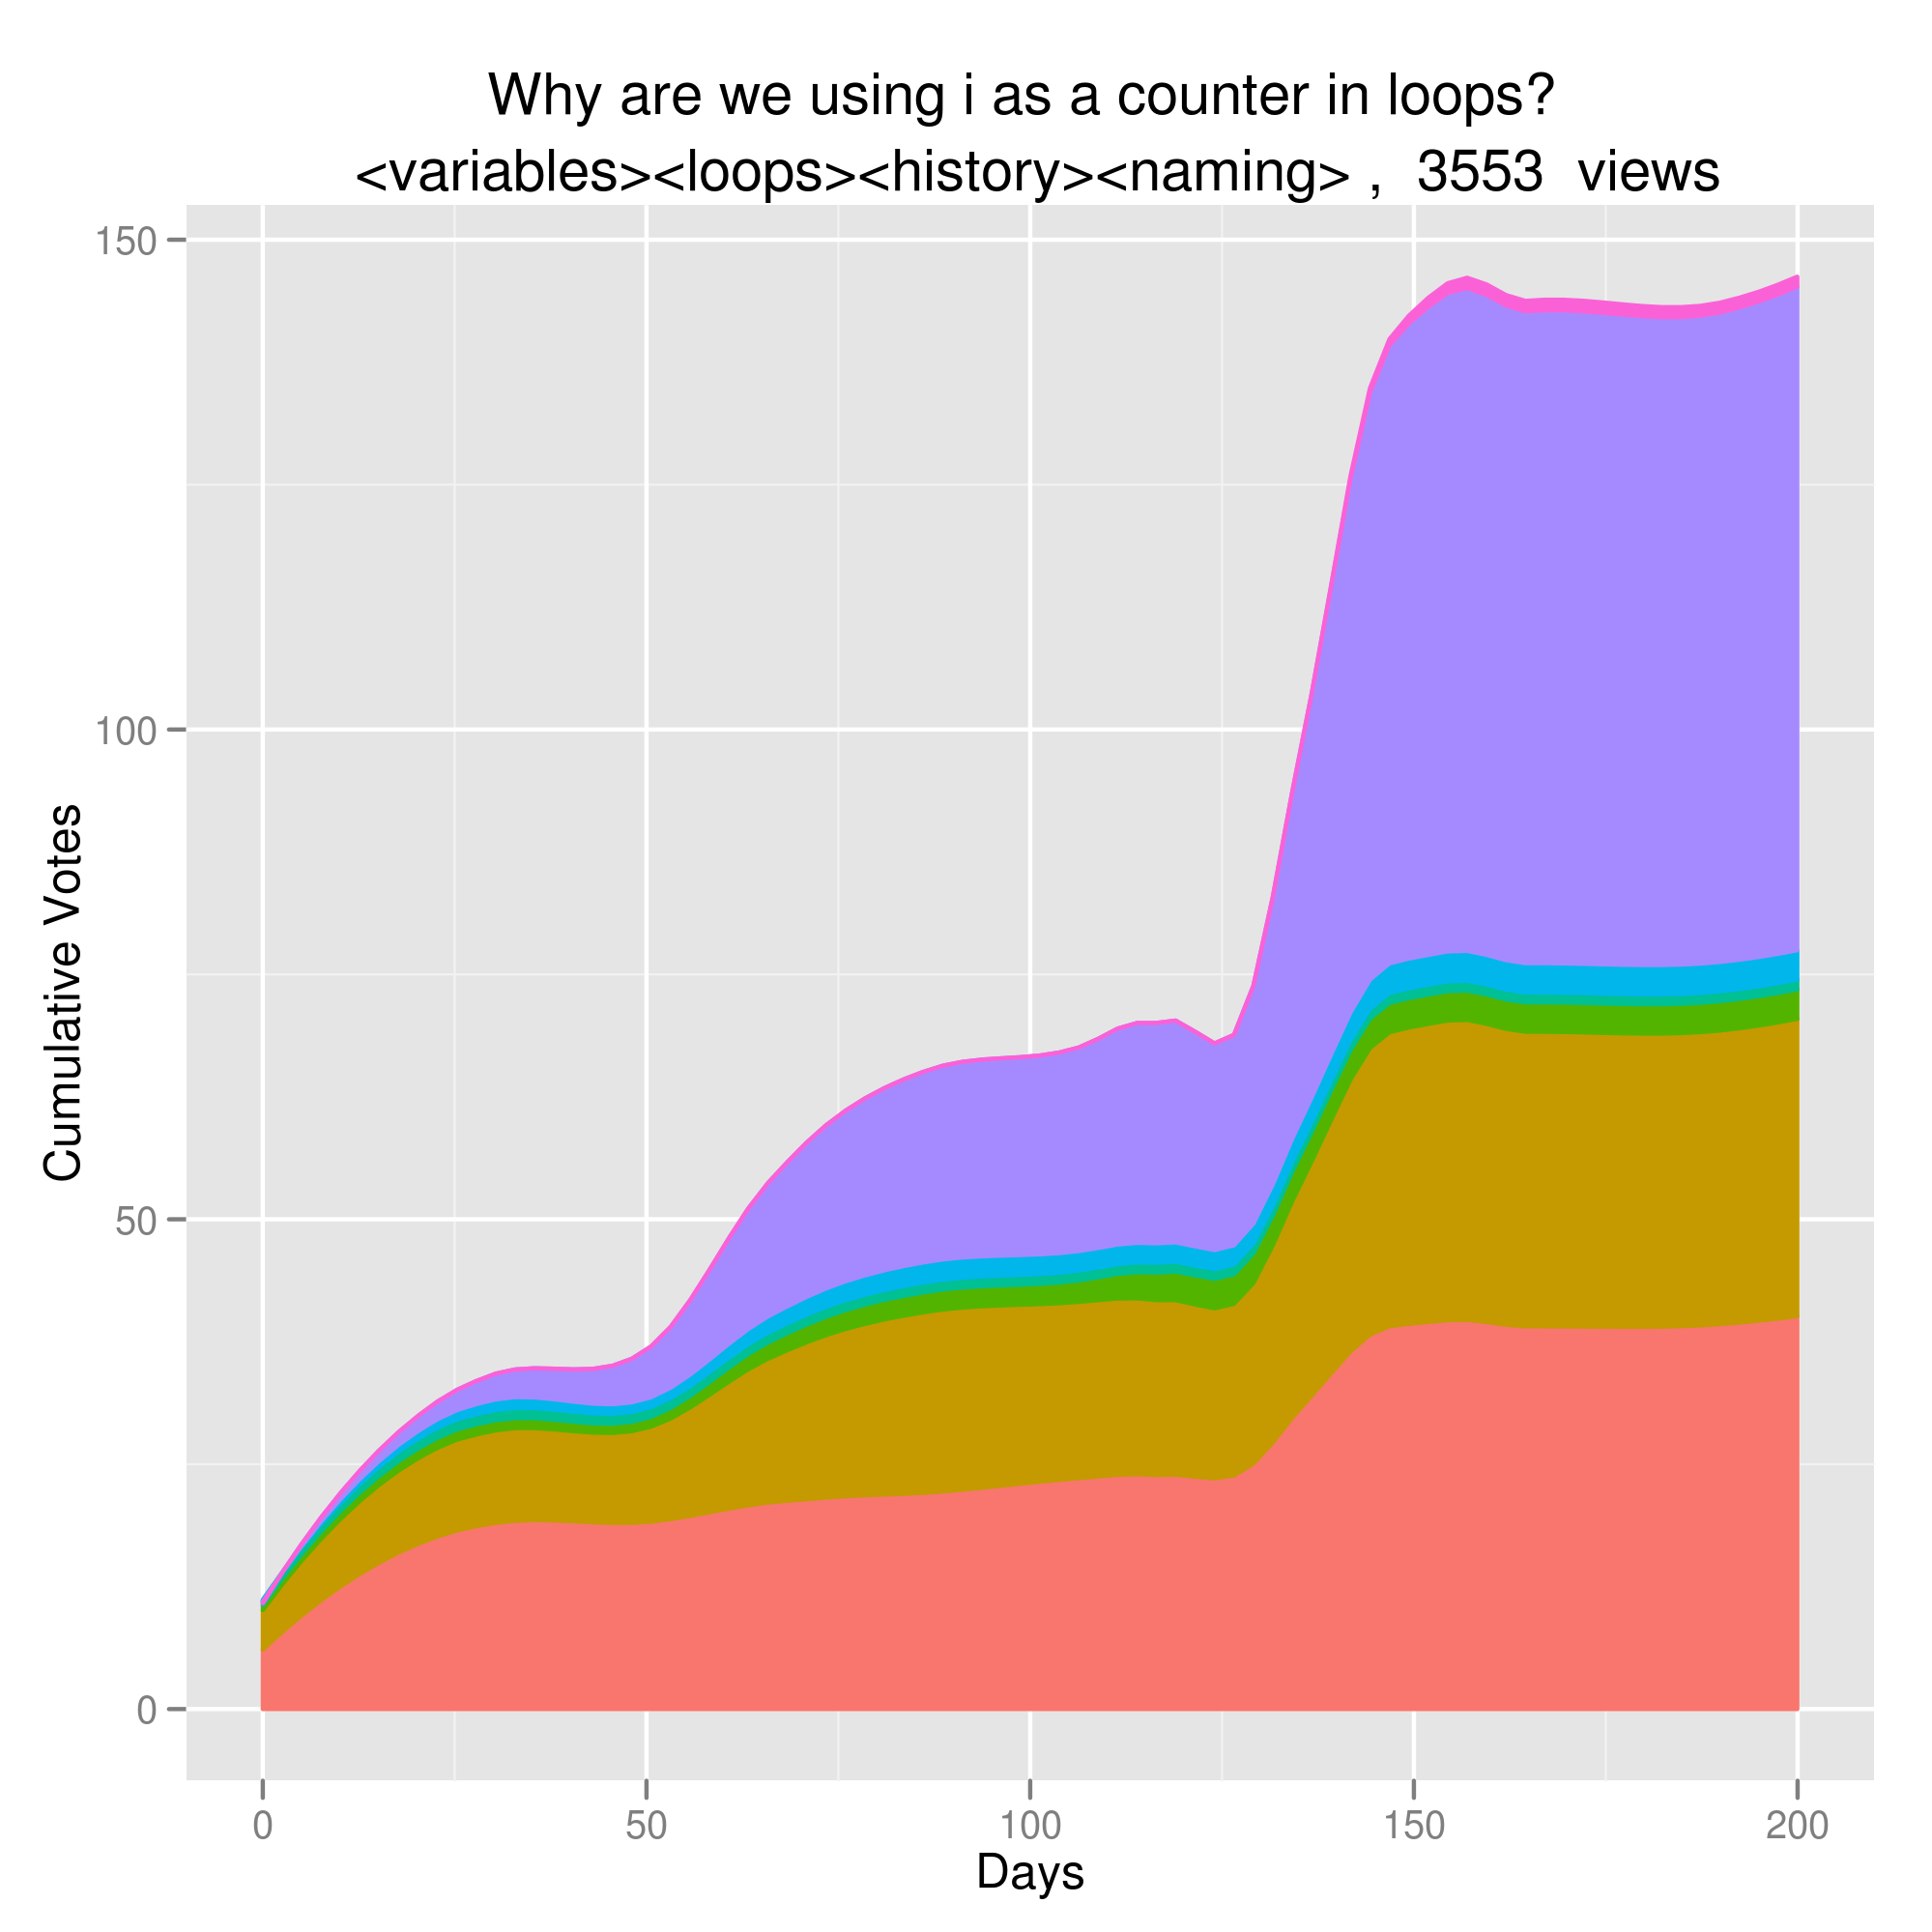 Why are we using i as a counter in loops?
<variables><loops><history><naming> , 3553 views
150
100
50
0
Cumulative Votes
0 50 100 150 200
Days